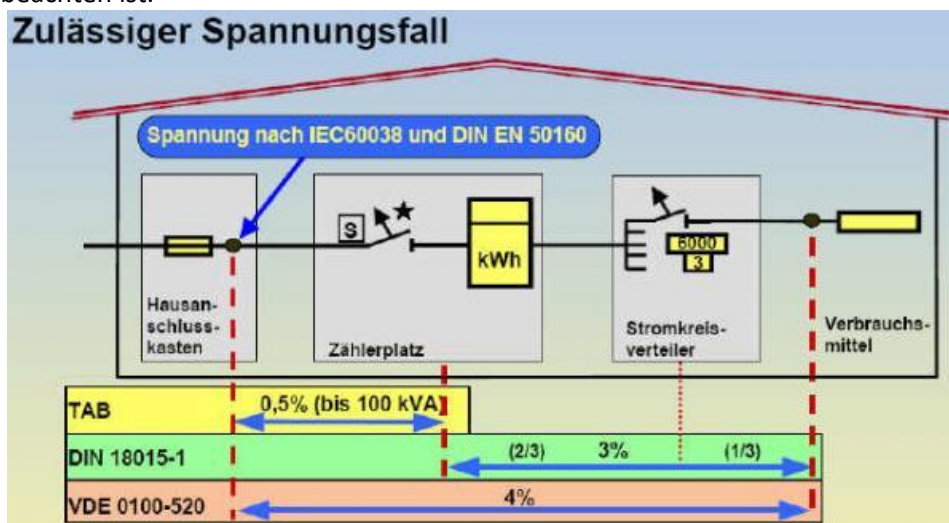 beachten ist.
Zulässiger Spannungsfall
Spannung nach IEC60038 und DIN EN 50160
S
kWh
6000
3
Hausan-
schluss-
kasten
Zählerplatz
Stromkreis-
verteiler
Verbrauchs-
mittel
TAB
0,5% (bis 100 kVA)
DIN 18015-1
(2/3) 3% (1/3)
VDE 0100-520
4%